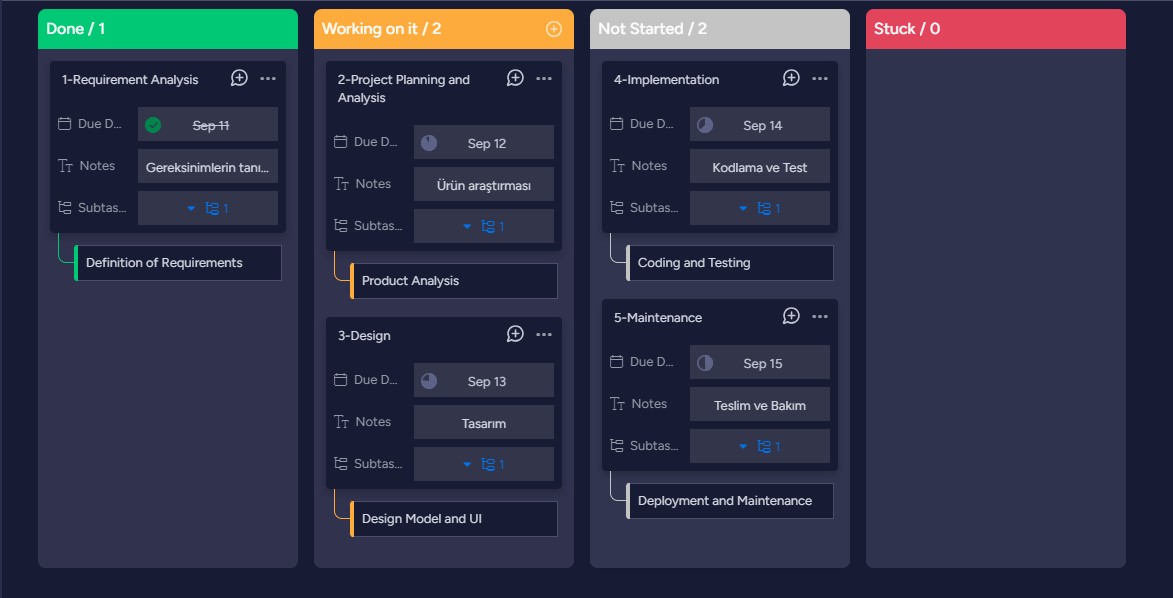 Done / 1
1-Requirement Analysis
Due D...
Sep 11
Notes
Gereksinimlerin tanı...
Subtas...
1
Definition of Requirements
Working on it / 2
2-Project Planning and
Analysis
Due D...
Sep 12
Notes
Ürün araştırması
Subtas...
1
Product Analysis
3-Design
Due D...
Sep 13
Notes
Tasarım
Subtas...
1
Design Model and UI
Not Started / 2
4-Implementation
Due D...
Sep 14
Notes
Kodlama ve Test
Subtas...
1
Coding and Testing
5-Maintenance
Due D...
Sep 15
Notes
Teslim ve Bakım
Subtas...
1
Deployment and Maintenance
Stuck / 0